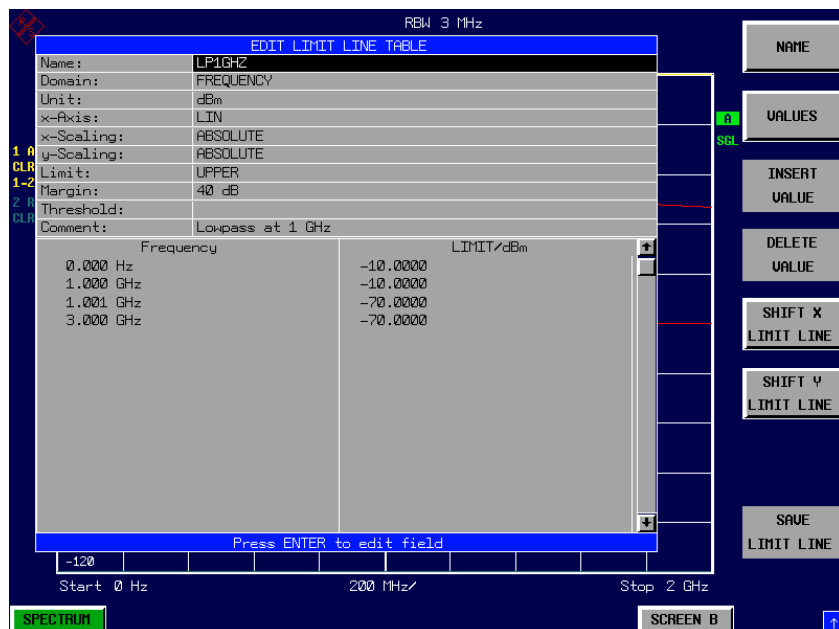 RBW 3 MHz
EDIT LIMIT LINE TABLE
Name: LP1GHZ
Domain: FREQUENCY
Unit: dBm
x-Axis: LIN
x-Scaling: ABSOLUTE
y-Scaling: ABSOLUTE
Limit: UPPER
Margin: 40 dB
Threshold:
Comment: Lowpass at 1 GHz
Frequency LIMIT/dBm
0.000 Hz -10.0000
1.000 GHz -10.0000
1.001 GHz -70.0000
3.000 GHz -70.0000
Press ENTER to edit field
1 A
CLR
1-2
2 R
CLR
A
SGL
-120
Start 0 Hz 200 MHz/ Stop 2 GHz
SPECTRUM SCREEN B
NAME
VALUES
INSERT
VALUE
DELETE
VALUE
SHIFT X
LIMIT LINE
SHIFT Y
LIMIT LINE
SAVE
LIMIT LINE